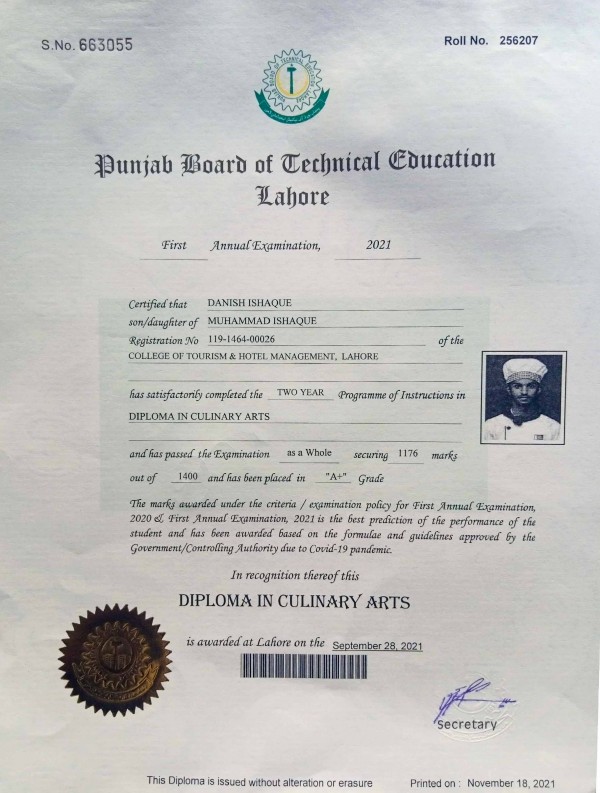 S.No. 663055
Roll No. 256207
PUNJAB BOARD OF TECHNICAL EDUCATION LAHORE
Punjab Board of Technical Education
Lahore
First Annual Examination, 2021
Certified that DANISH ISHAQUE
son/daughter of MUHAMMAD ISHAQUE
Registration No 119-1464-00026 of the
COLLEGE OF TOURISM & HOTEL MANAGEMENT, LAHORE
has satisfactorily completed the TWO YEAR Programme of Instructions in
DIPLOMA IN CULINARY ARTS
and has passed the Examination as a Whole securing 1176 marks
out of 1400 and has been placed in "A+" Grade
The marks awarded under the criteria / examination policy for First Annual Examination,
2020 & First Annual Examination, 2021 is the best prediction of the performance of the
student and has been awarded based on the formulae and guidelines approved by the
Government/Controlling Authority due to Covid-19 pandemic.
In recognition thereof this
DIPLOMA IN CULINARY ARTS
is awarded at Lahore on the September 28, 2021
Secretary
This Diploma is issued without alteration or erasure
Printed on : November 18, 2021